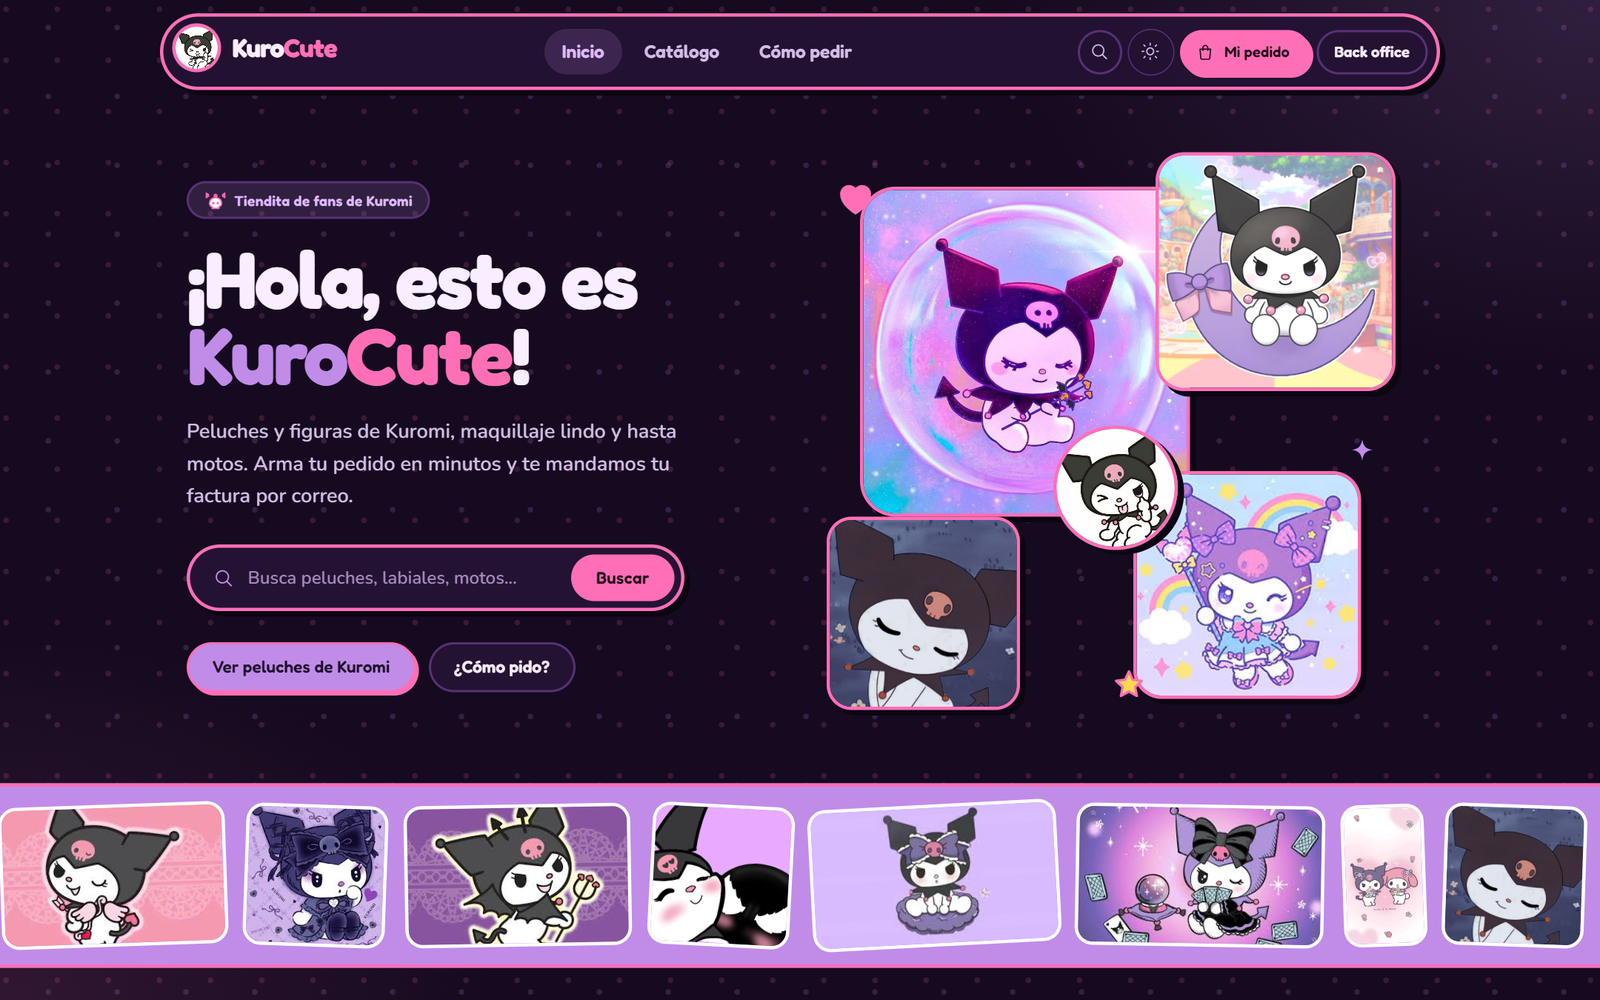 KuroCute
Inicio
Catálogo
Cómo pedir
Mi pedido
Back office
Tiendita de fans de Kuromi
¡Hola, esto es
KuroCute!
Peluches y figuras de Kuromi, maquillaje lindo y hasta
motos. Arma tu pedido en minutos y te mandamos tu
factura por correo.
Busca peluches, labiales, motos...
Buscar
Ver peluches de Kuromi
¿Cómo pido?